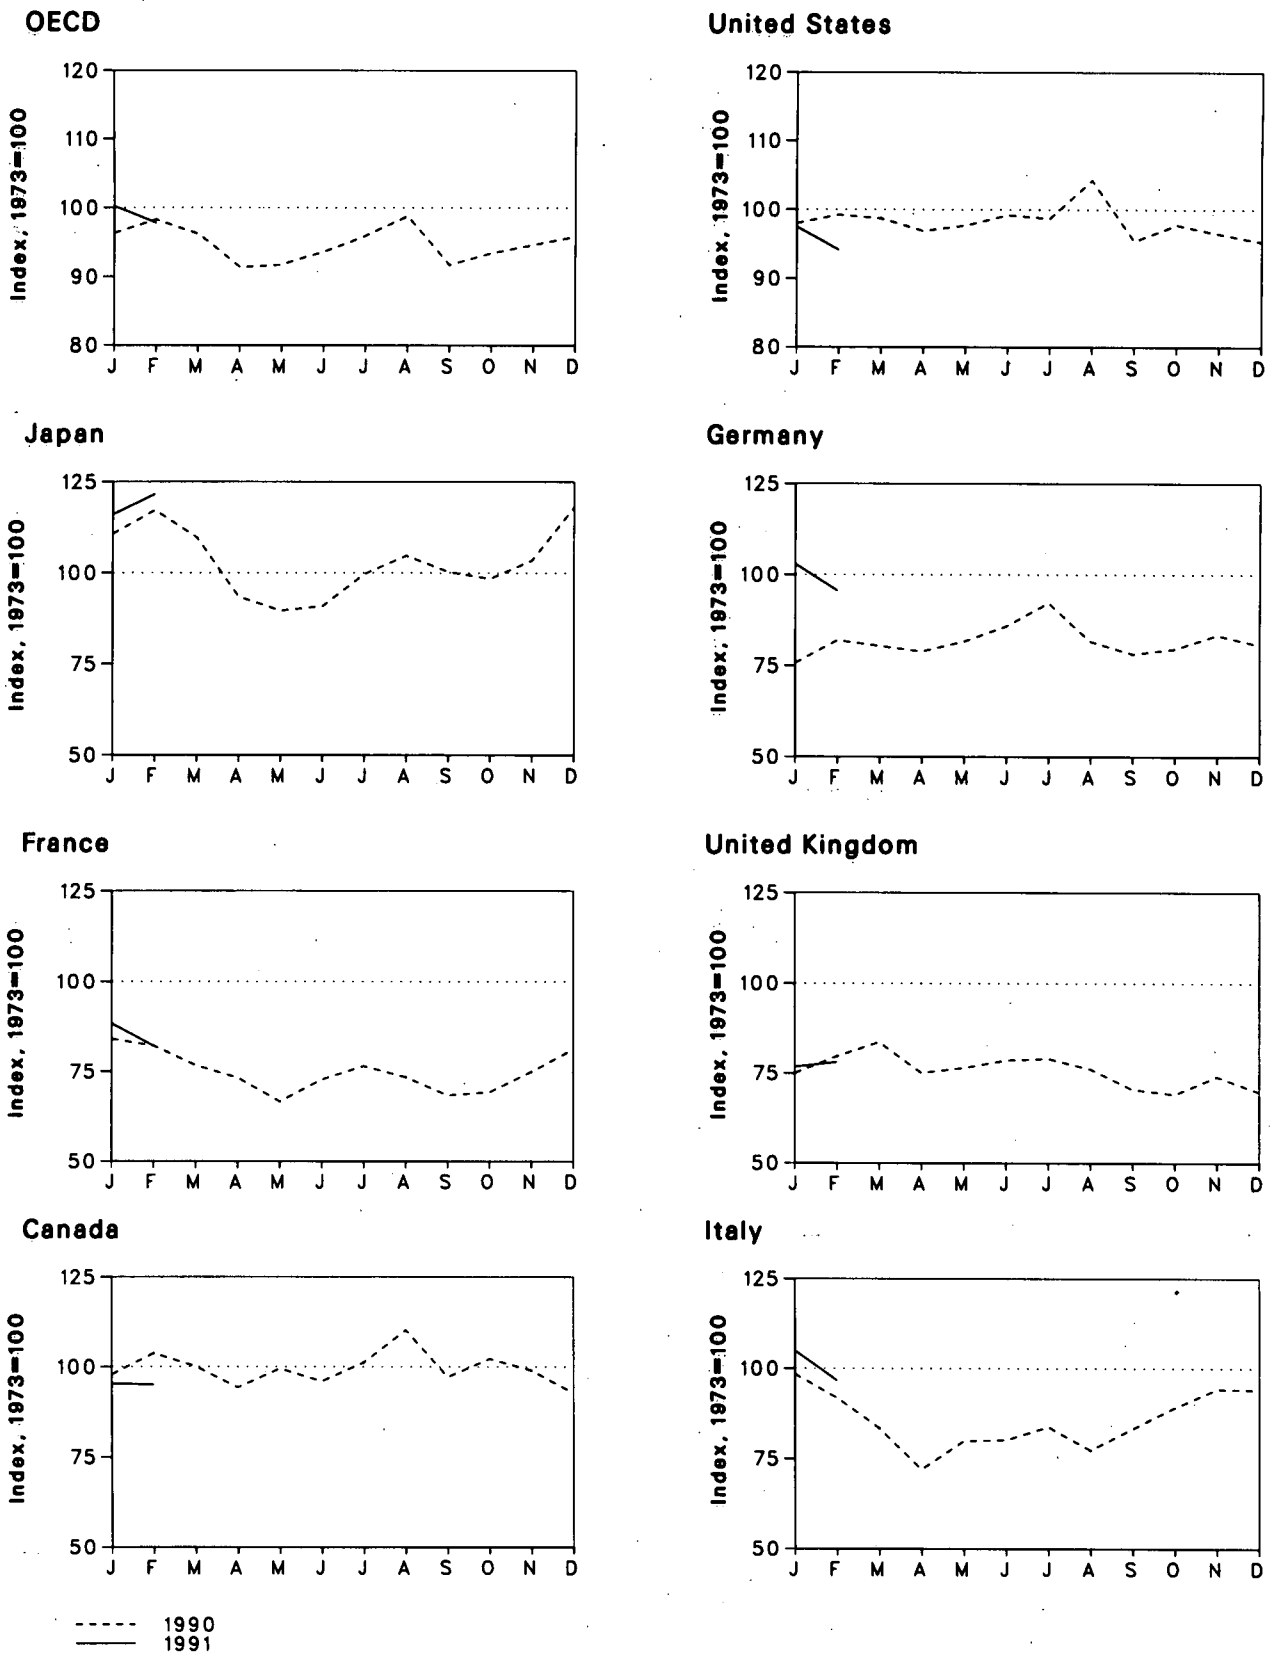 OECD
Index, 1973=100
120
110
100
90
80
J F M A M J J A S O N D
United States
Index, 1973=100
120
110
100
90
80
J F M A M J J A S O N D
Japan
Index, 1973=100
125
100
75
50
J F M A M J J A S O N D
Germany
Index, 1973=100
125
100
75
50
J F M A M J J A S O N D
France
Index, 1973=100
125
100
75
50
J F M A M J J A S O N D
United Kingdom
Index, 1973=100
125
100
75
50
J F M A M J J A S O N D
Canada
Index, 1973=100
125
100
75
50
J F M A M J J A S O N D
Italy
Index, 1973=100
125
100
75
50
J F M A M J J A S O N D
1990
1991